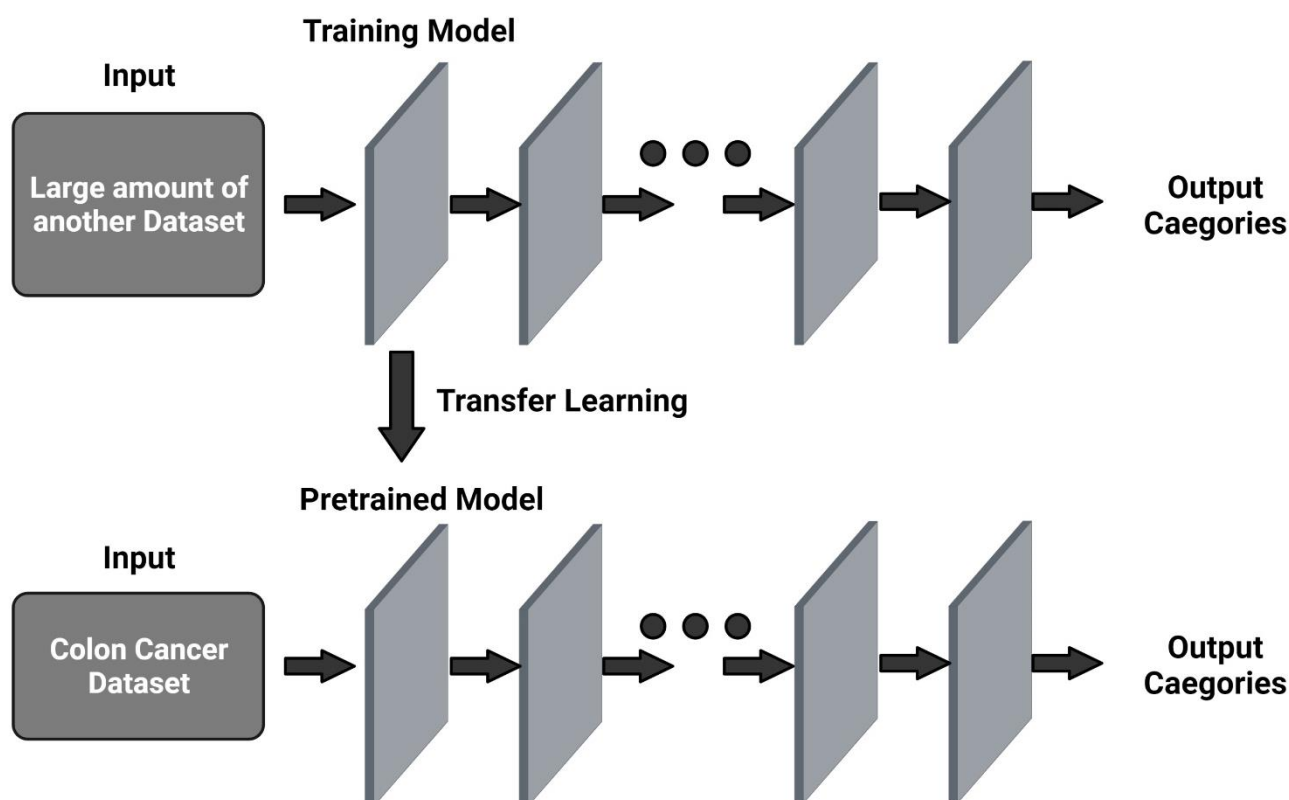 Training Model
Input
Large amount of
another Dataset
Output
Caegories
Transfer Learning
Pretrained Model
Input
Colon Cancer
Dataset
Output
Caegories